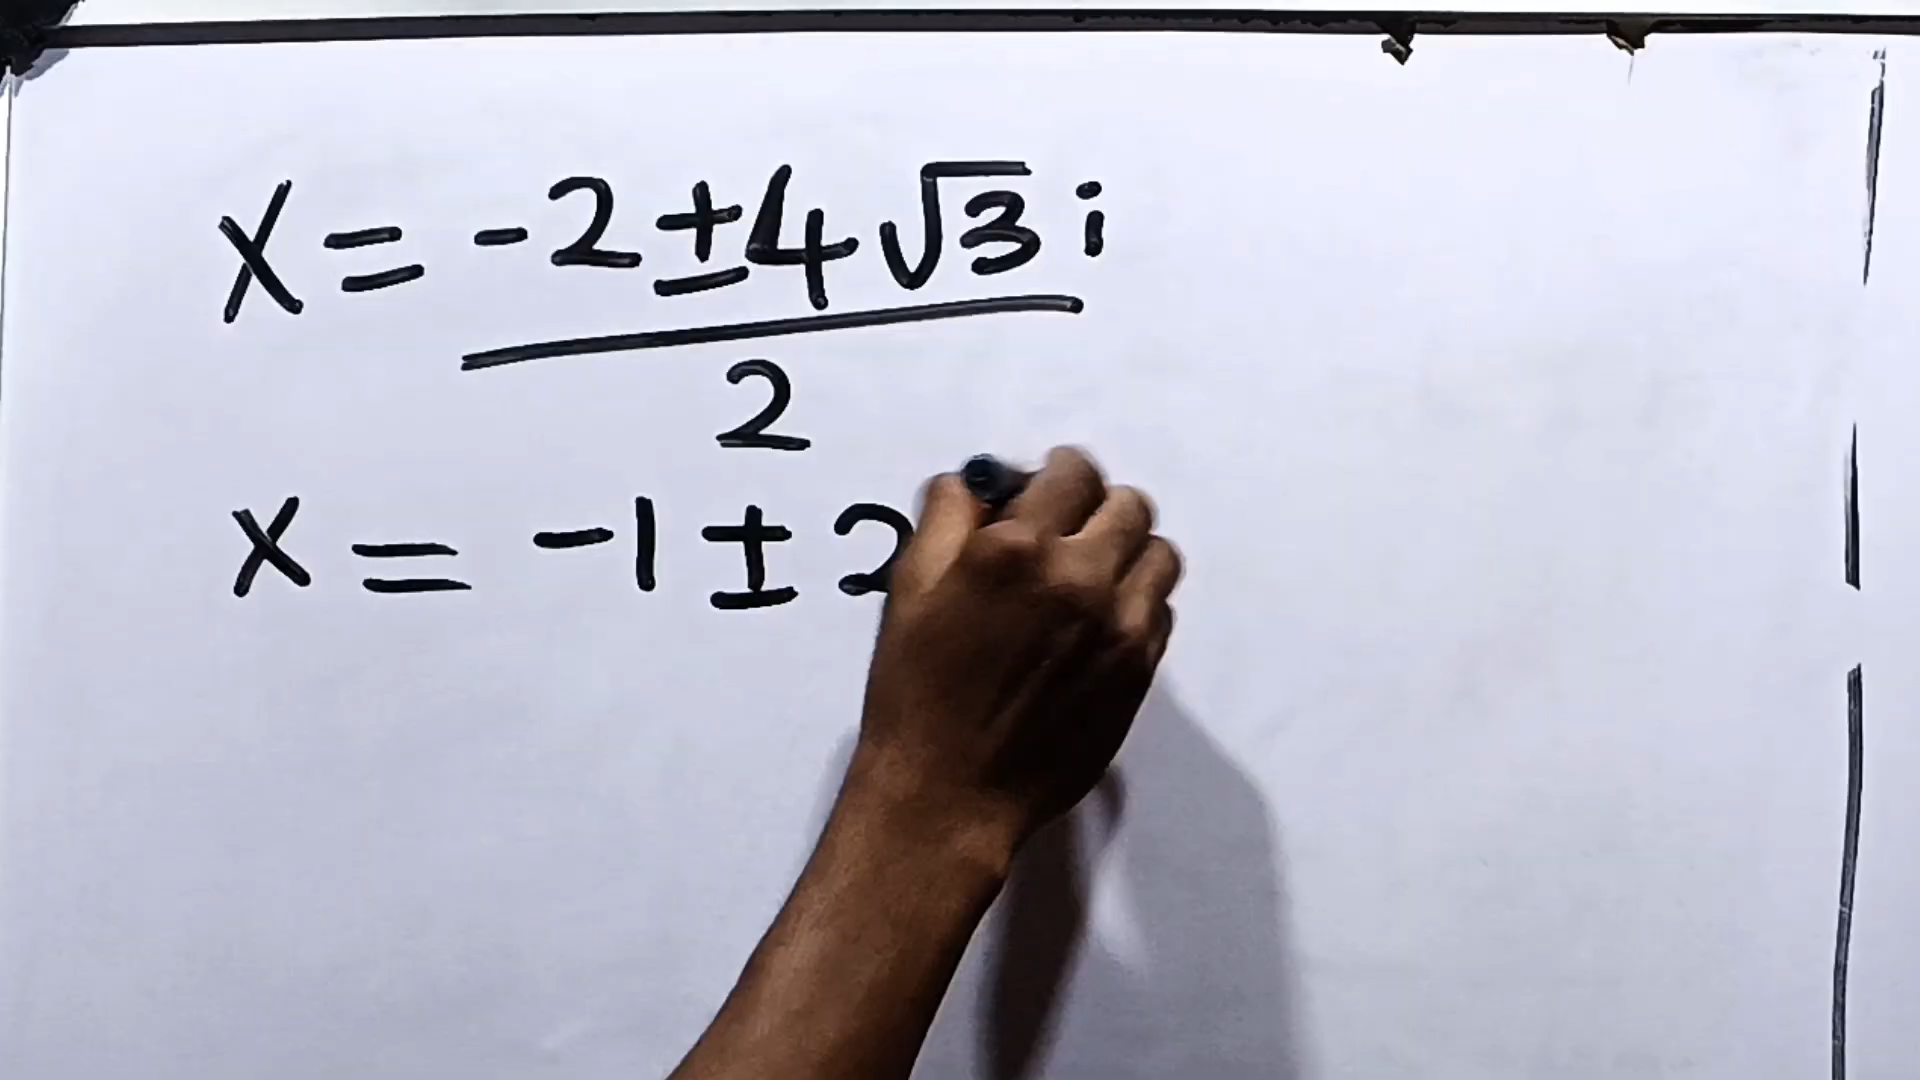 x = -2 ± 4√3 i
2
x = -1 ± 2